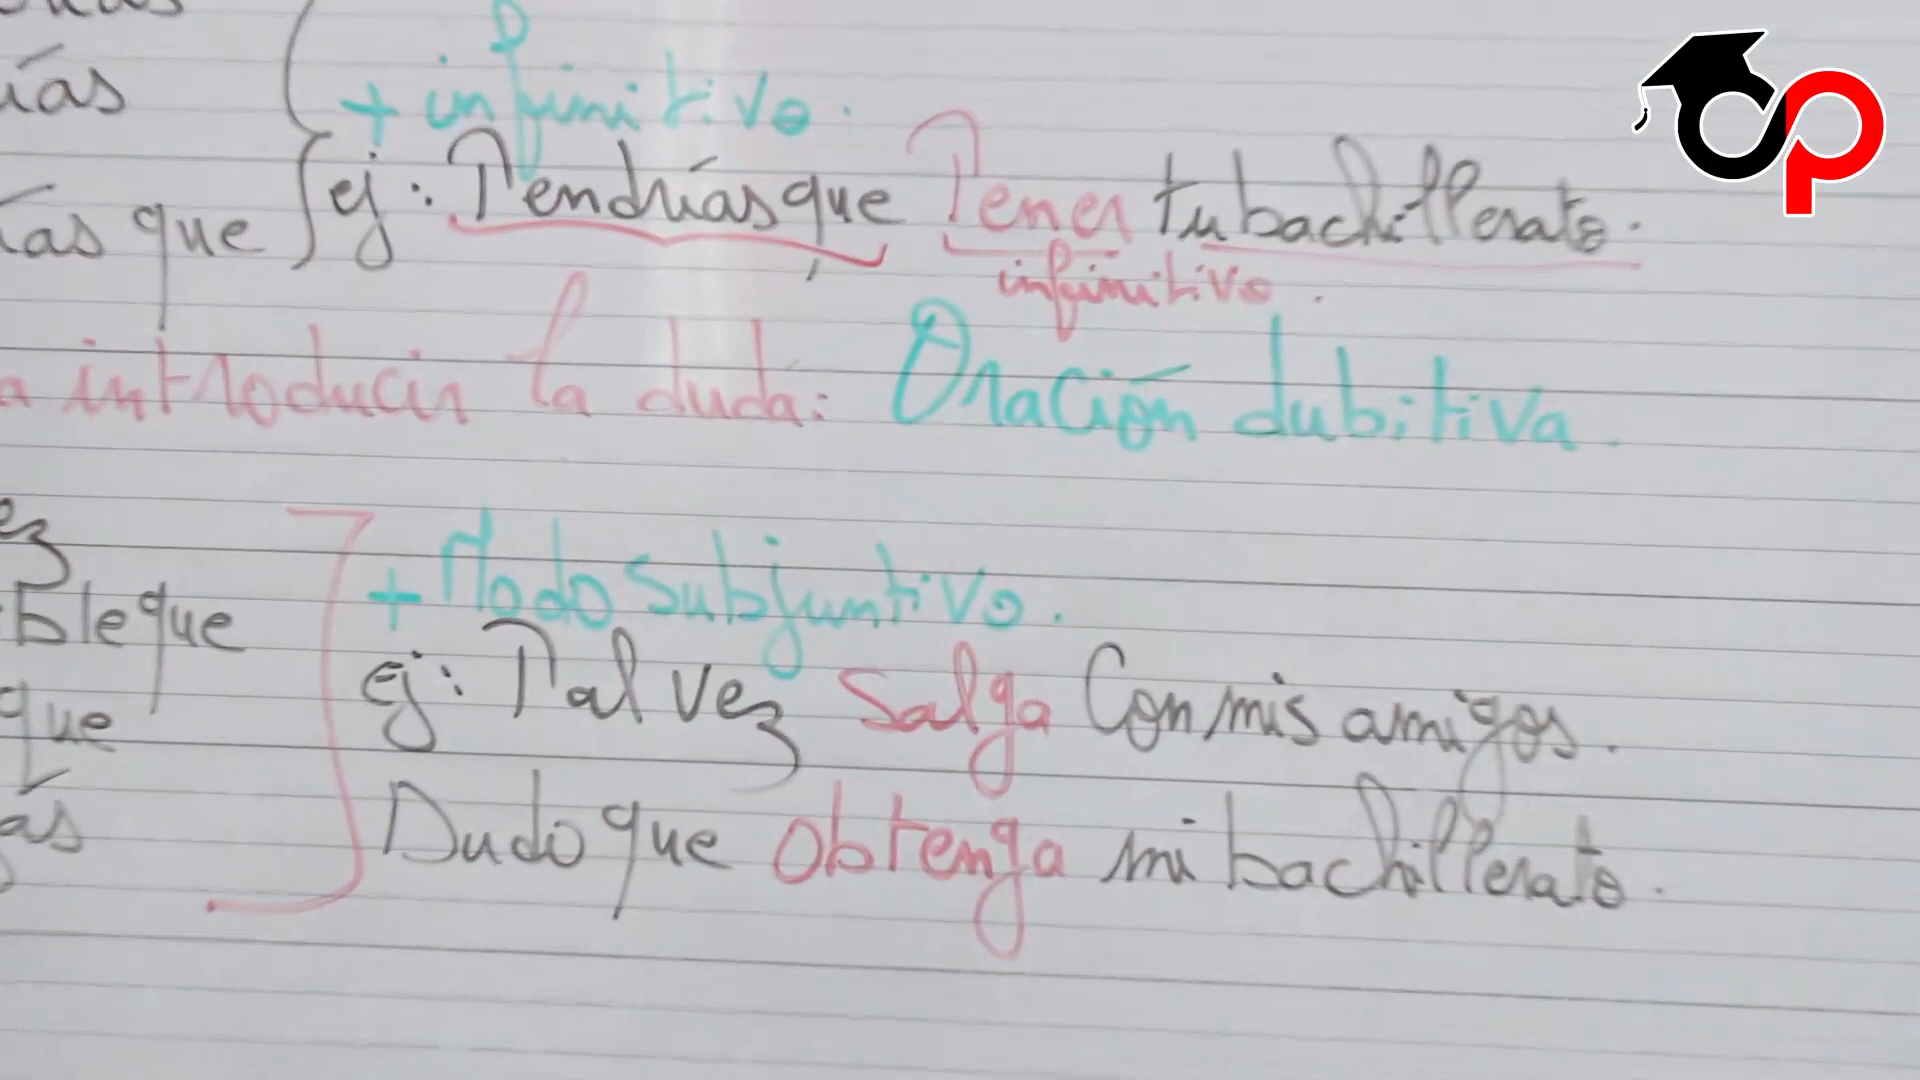 + infinitivo.
ías
ej: Tendrías que Tener tu bachillerato.
ías que
infinitivo.
a introducir la duda: Oración dubitiva.
ez
+ Modo Subjuntivo.
ble que
ej: Tal vez Salga Con mis amigos.
que
Dudo que Obtenga mi bachillerato.
as